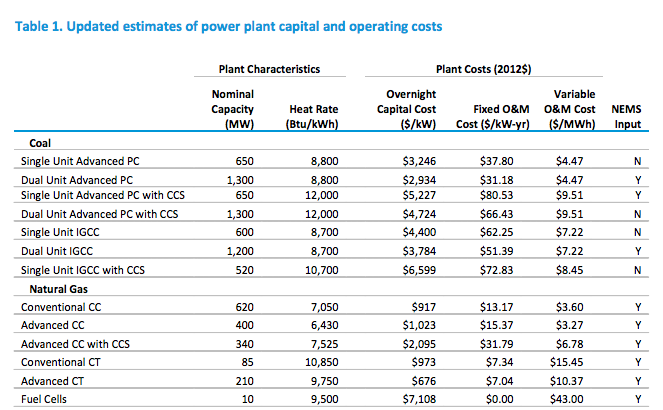 Table 1. Updated estimates of power plant capital and operating costs
Plant Characteristics Plant Costs (2012$)
Nominal Overnight Variable
Capacity Heat Rate Capital Cost Fixed O&M O&M Cost NEMS
(MW) (Btu/kWh) ($/kW) Cost ($/kW-yr) ($/MWh) Input
Coal
Single Unit Advanced PC 650 8,800 $3,246 $37.80 $4.47 N
Dual Unit Advanced PC 1,300 8,800 $2,934 $31.18 $4.47 Y
Single Unit Advanced PC with CCS 650 12,000 $5,227 $80.53 $9.51 Y
Dual Unit Advanced PC with CCS 1,300 12,000 $4,724 $66.43 $9.51 N
Single Unit IGCC 600 8,700 $4,400 $62.25 $7.22 N
Dual Unit IGCC 1,200 8,700 $3,784 $51.39 $7.22 Y
Single Unit IGCC with CCS 520 10,700 $6,599 $72.83 $8.45 N
Natural Gas
Conventional CC 620 7,050 $917 $13.17 $3.60 Y
Advanced CC 400 6,430 $1,023 $15.37 $3.27 Y
Advanced CC with CCS 340 7,525 $2,095 $31.79 $6.78 Y
Conventional CT 85 10,850 $973 $7.34 $15.45 Y
Advanced CT 210 9,750 $676 $7.04 $10.37 Y
Fuel Cells 10 9,500 $7,108 $0.00 $43.00 Y